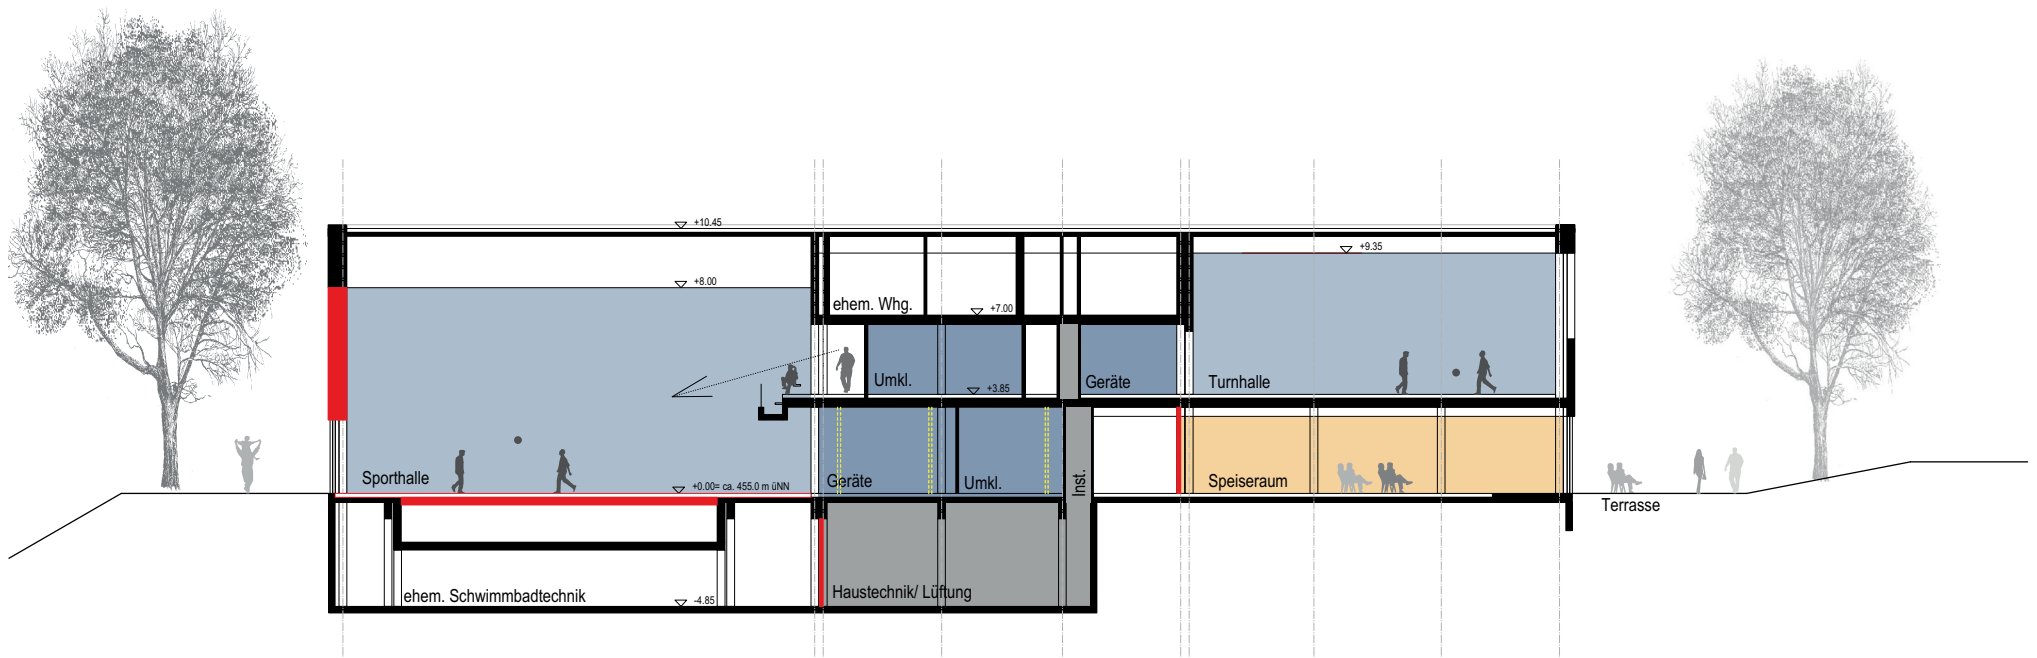 +10.45
+9.35
+8.00
ehem. Whg.
+7.00
Umkl.
+3.85
Geräte
Turnhalle
Sporthalle
+0.00= ca. 455.0 m üNN
Geräte
Umkl.
Inst.
Speiseraum
Terrasse
ehem. Schwimmbadtechnik
-4.85
Haustechnik/ Lüftung